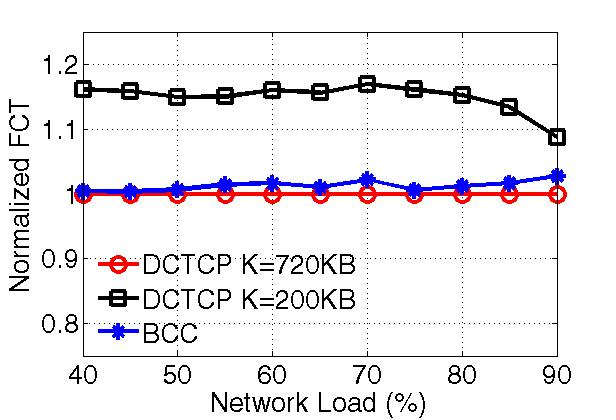 Normalized FCT
1.2
1.1
1
0.9
0.8
DCTCP K=720KB
DCTCP K=200KB
BCC
40 50 60 70 80 90
Network Load (%)